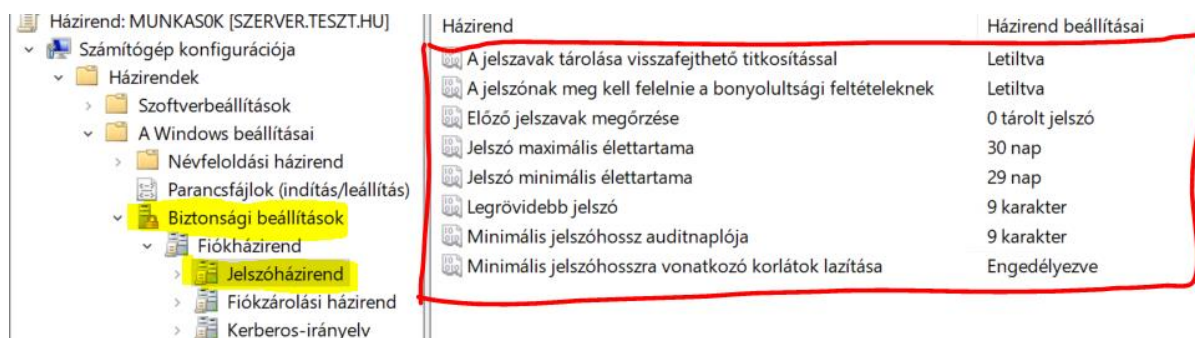 Házirend: MUNKAS0K [SZERVER.TESZT.HU]
Számítógép konfigurációja
Házirendek
Szoftverbeállítások
A Windows beállításai
Névfeloldási házirend
Parancsfájlok (indítás/leállítás)
Biztonsági beállítások
Fiókházirend
Jelszóházirend
Fiókzárolási házirend
Kerberos-irányelv
Házirend Házirend beállításai
A jelszavak tárolása visszafejthető titkosítással Letiltva
A jelszónak meg kell felelnie a bonyolultsági feltételeknek Letiltva
Előző jelszavak megőrzése 0 tárolt jelszó
Jelszó maximális élettartama 30 nap
Jelszó minimális élettartama 29 nap
Legrövidebb jelszó 9 karakter
Minimális jelszóhossz auditnaplója 9 karakter
Minimális jelszóhosszra vonatkozó korlátok lazítása Engedélyezve